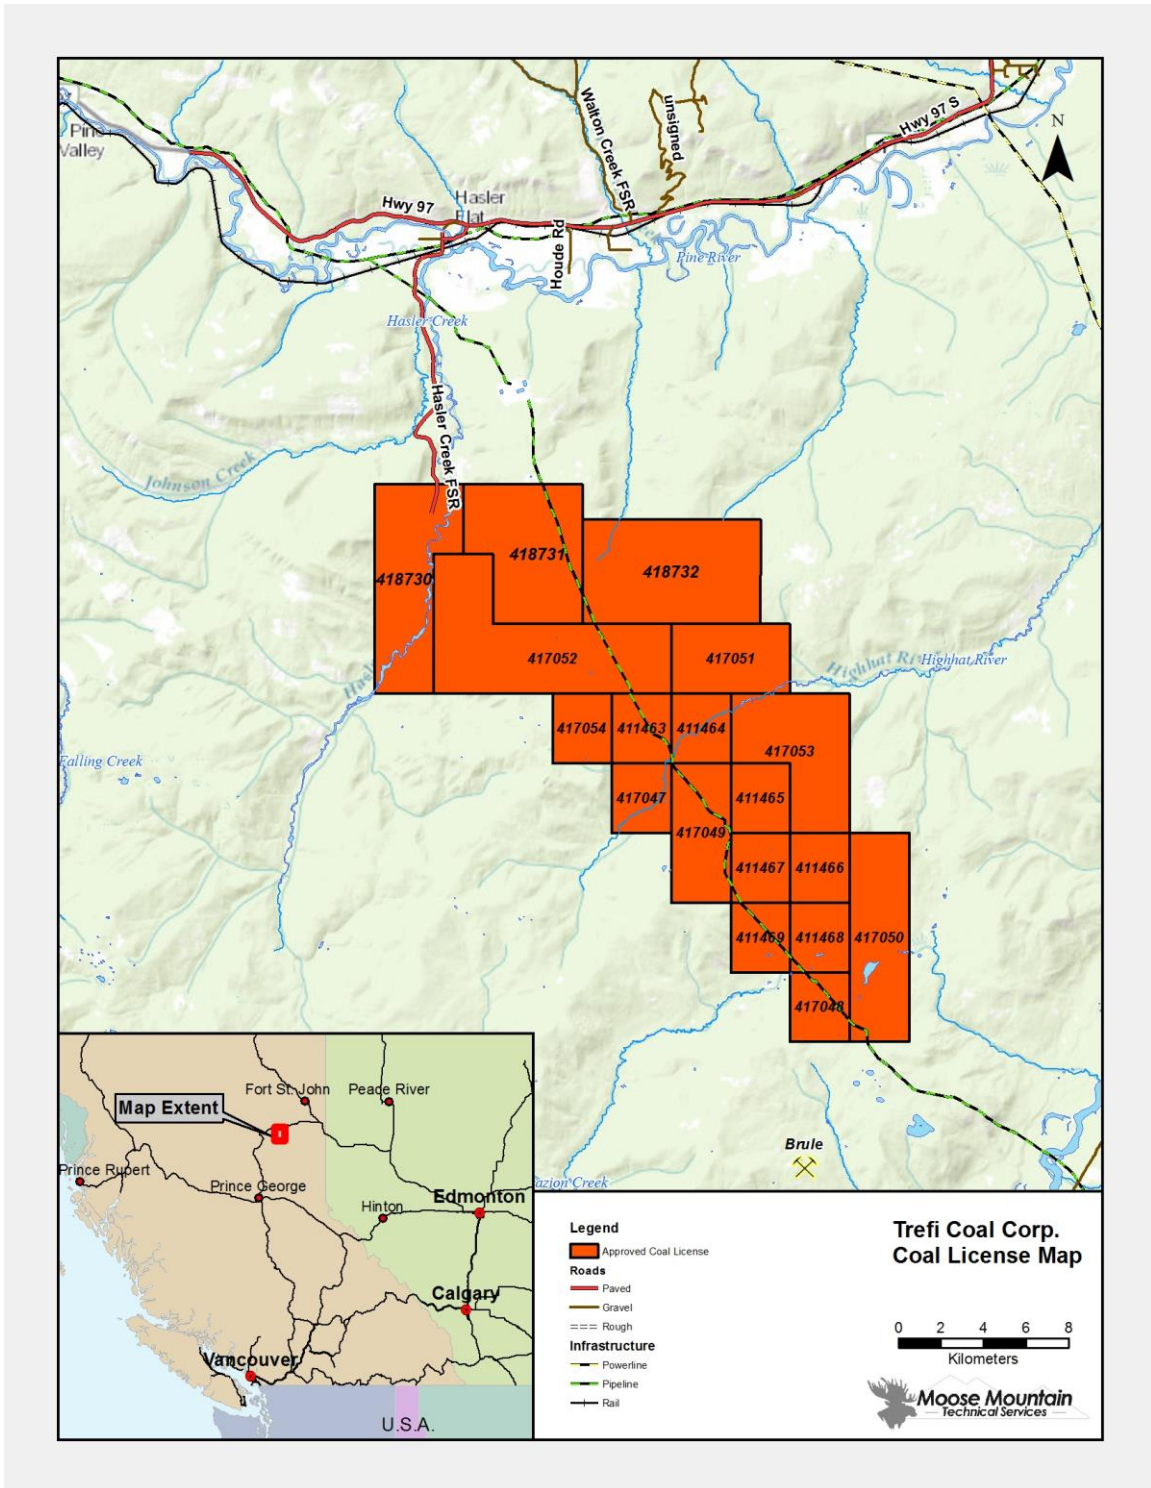 Pine
Valley
Walton Creek FSR
unsigned
Hwy 97 S
N
Hasler
Flat
Hwy 97
Houde Rd
Pine River
Hasler Creek
Hasler Creek FSR
Johnson Creek
418731
418730
418732
417052
417051
Highhat River
417054
411463
411464
417053
Falling Creek
417047
411465
417049
411467
411466
411469
411468
417050
417048
Brule
Fort St. John
Peace River
Map Extent
Prince Rupert
Prince George
Hinton
Edmonton
Calgary
Vancouver
U.S.A.
Legend
Approved Coal License
Roads
Paved
Gravel
Rough
Infrastructure
Powerline
Pipeline
Rail
Trefi Coal Corp.
Coal License Map
0 2 4 6 8
Kilometers
Moose Mountain
Technical Services